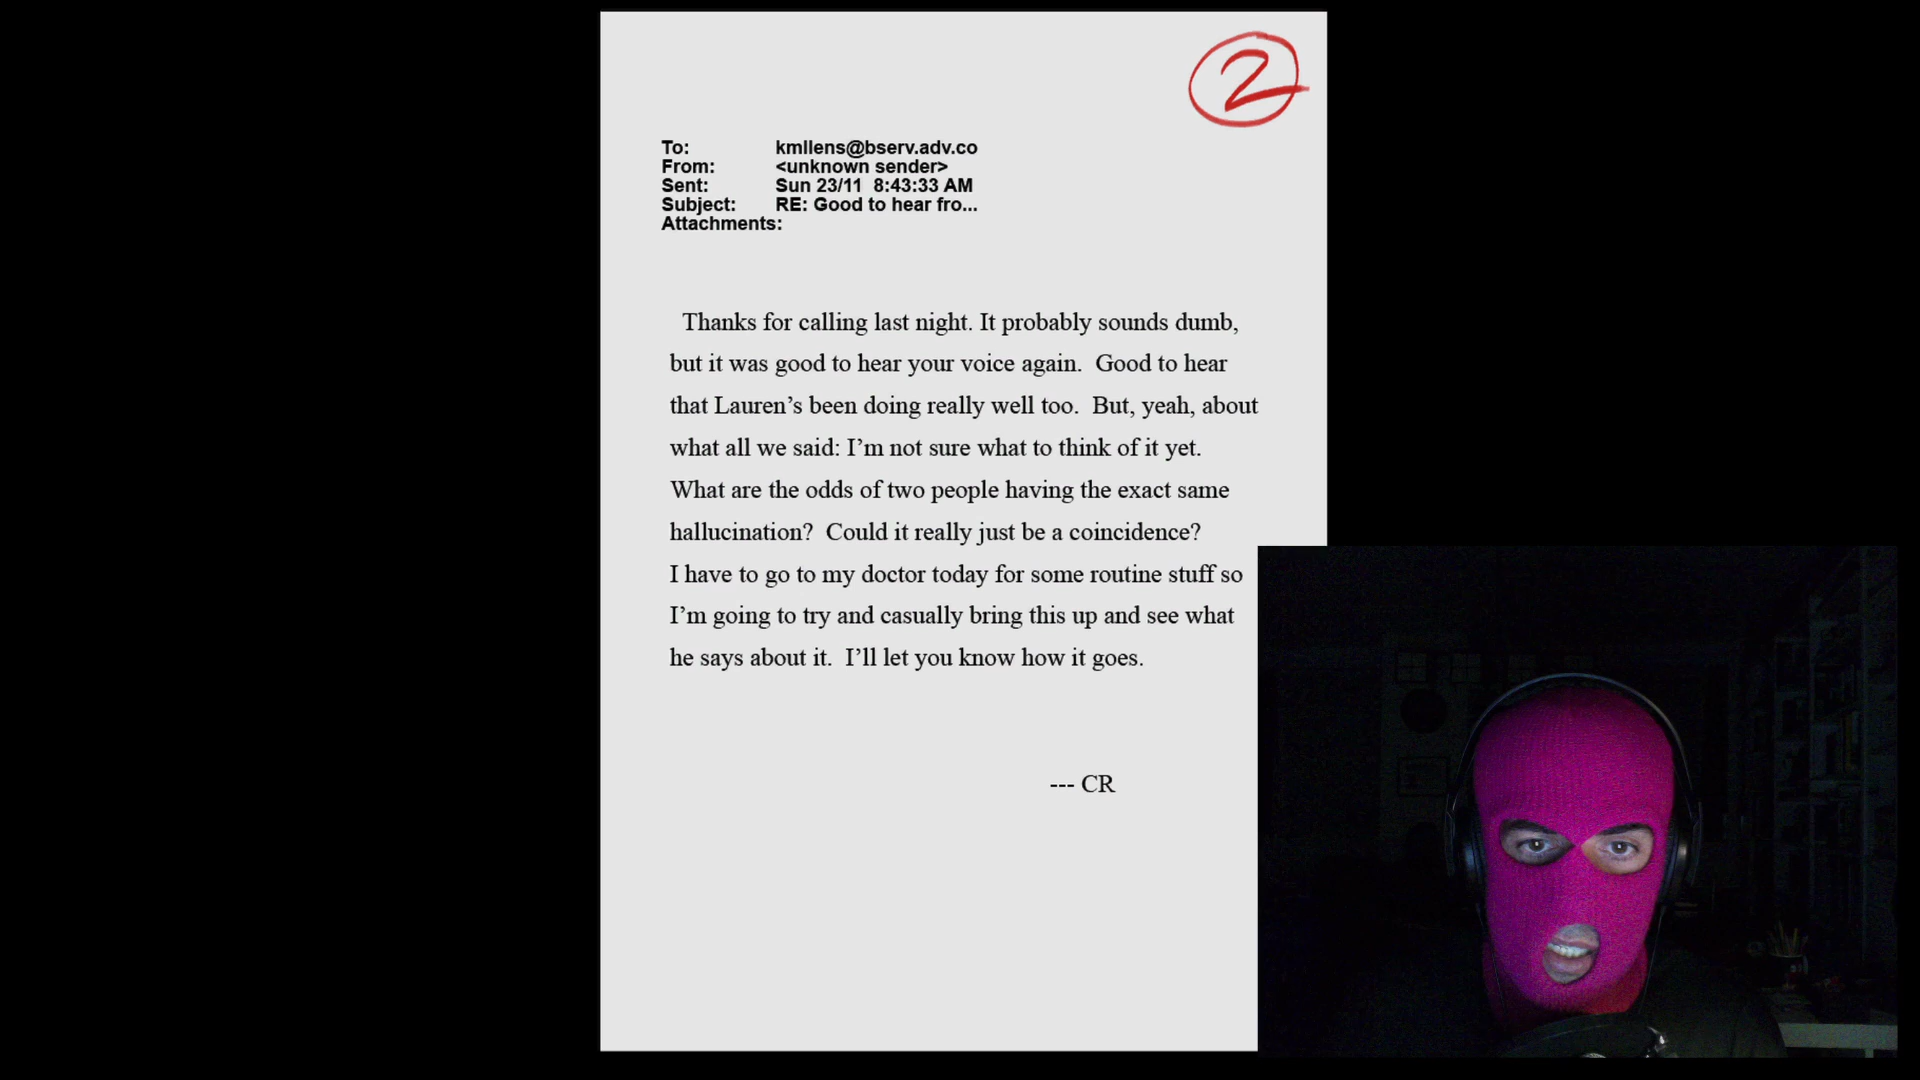 2
To: kmllens@bserv.adv.co
From: <unknown sender>
Sent: Sun 23/11 8:43:33 AM
Subject: RE: Good to hear fro...
Attachments:
Thanks for calling last night. It probably sounds dumb,
but it was good to hear your voice again. Good to hear
that Lauren’s been doing really well too. But, yeah, about
what all we said: I’m not sure what to think of it yet.
What are the odds of two people having the exact same
hallucination? Could it really just be a coincidence?
I have to go to my doctor today for some routine stuff so
I’m going to try and casually bring this up and see what
he says about it. I’ll let you know how it goes.
--- CR